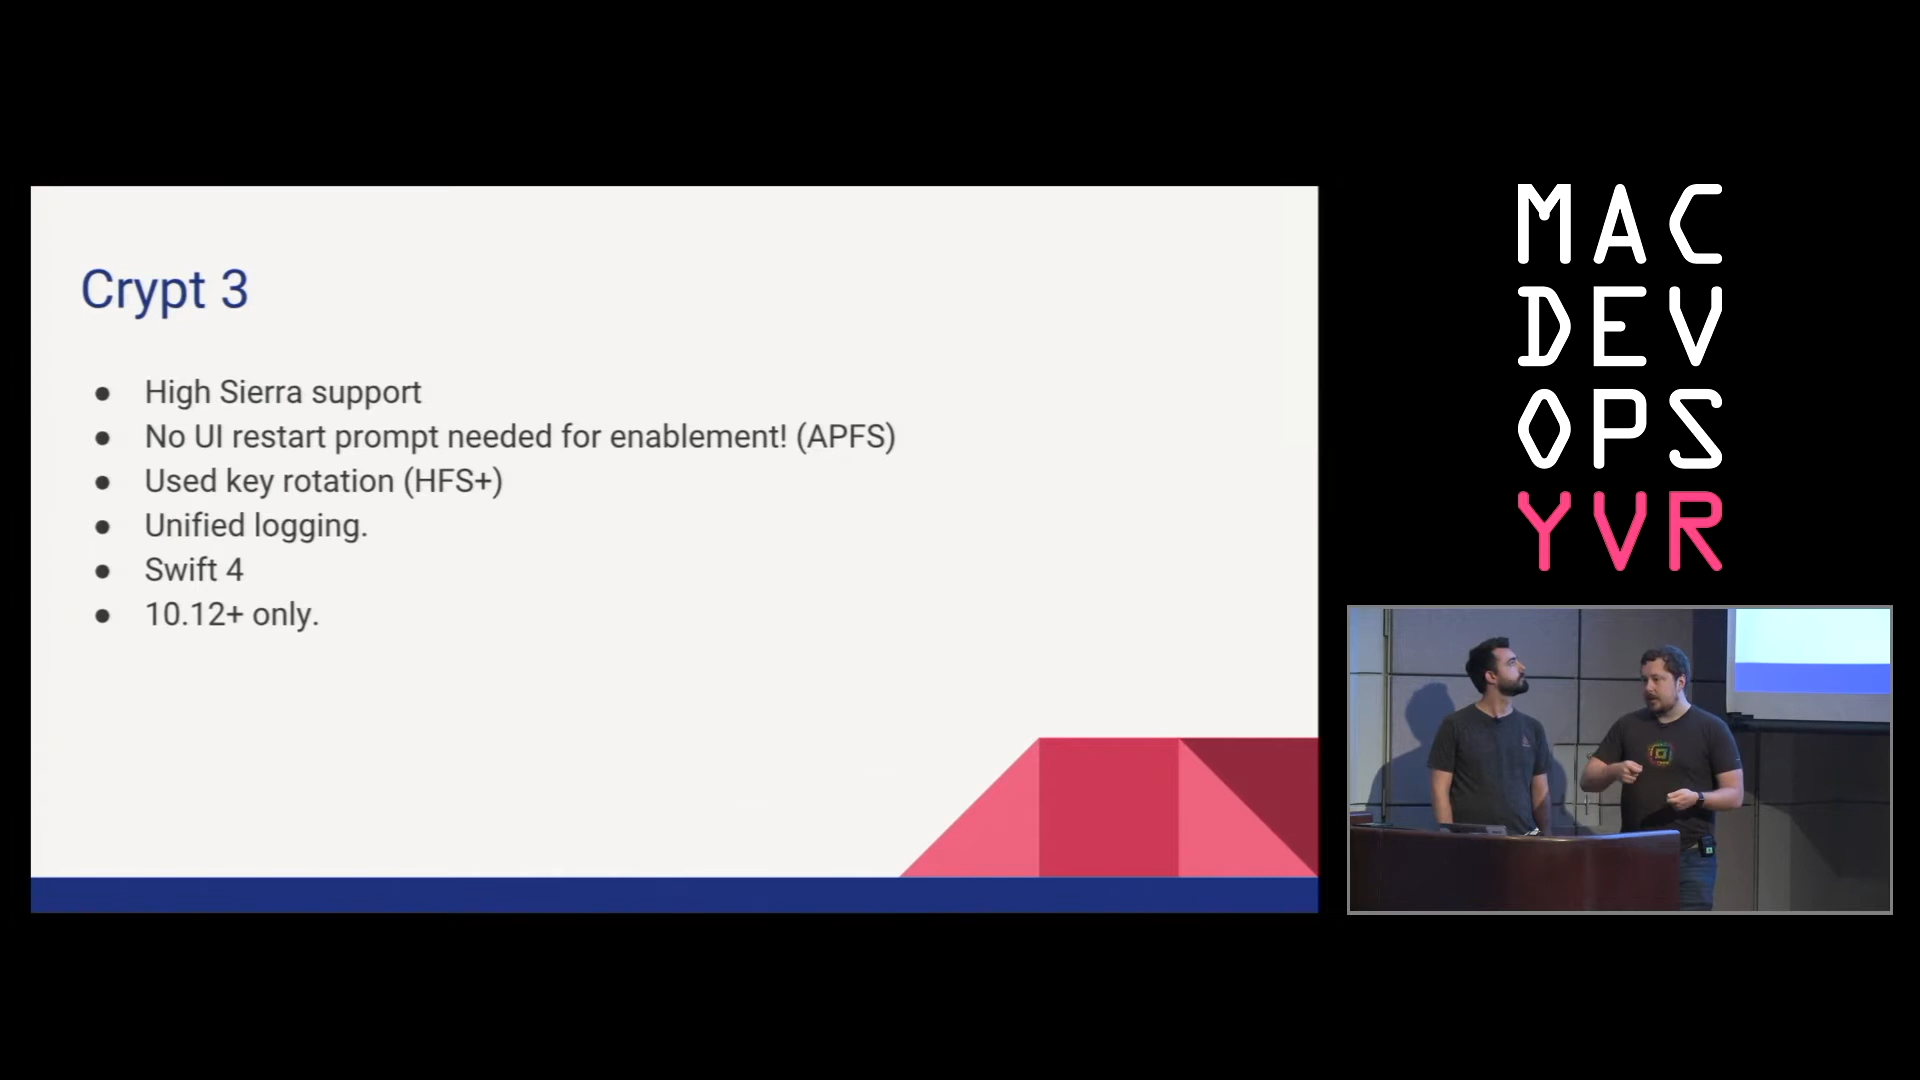 Crypt 3
● High Sierra support
● No UI restart prompt needed for enablement! (APFS)
● Used key rotation (HFS+)
● Unified logging.
● Swift 4
● 10.12+ only.
MAC
DEV
OPS
YVR